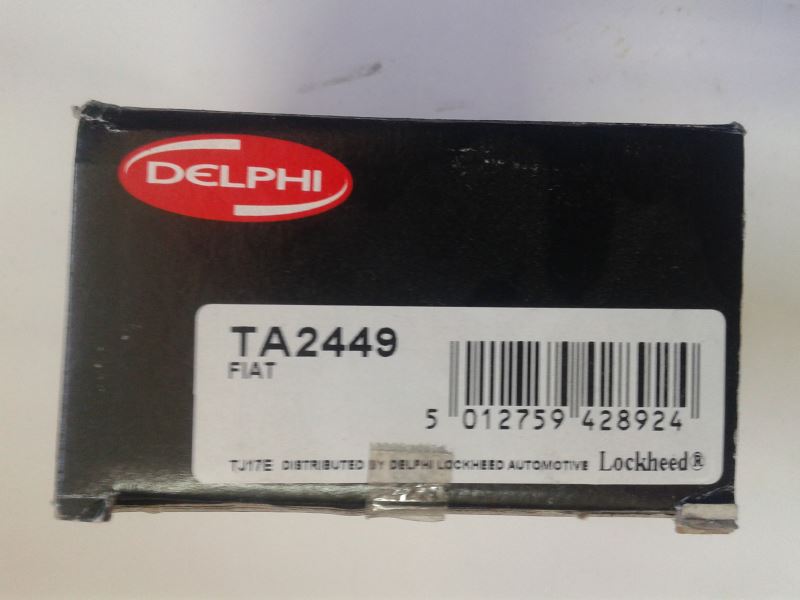 DELPHI
TA2449
FIAT
5 012759 428924
TJ17E DISTRIBUTED BY DELPHI LOCKHEED AUTOMOTIVE Lockheed®